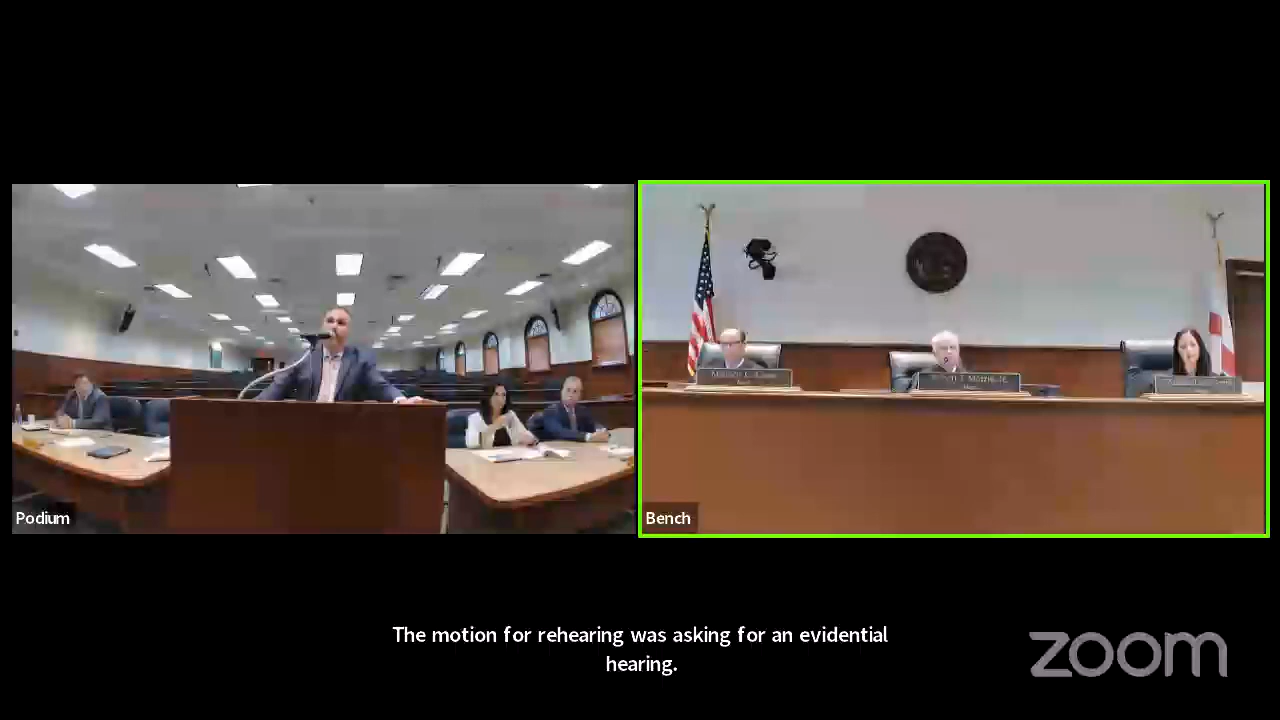 Podium
Bench
The motion for rehearing was asking for an evidential
hearing.
zoom